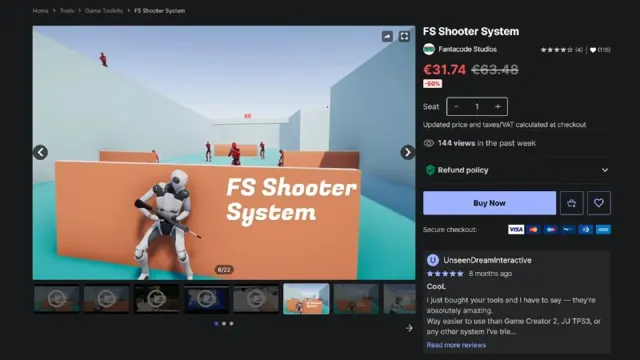 Home > Tools > Game Toolkits > FS Shooter System
FS Shooter System
Fantacode Studios
(4) | (115)
€31.74 €63.48
-50%
Seat - 1 +
Updated price and taxes/VAT calculated at checkout
144 views in the past week
Refund policy
Buy Now
Secure checkout: VISA
FS Shooter
System
6/22
U UnseenDreamInteractive
8 months ago
Cool
I just bought your tools and I have to say — they're
absolutely amazing.
Way easier to use than Game Creator 2, JU TPS3, or
any other system I've trie...
Read more reviews